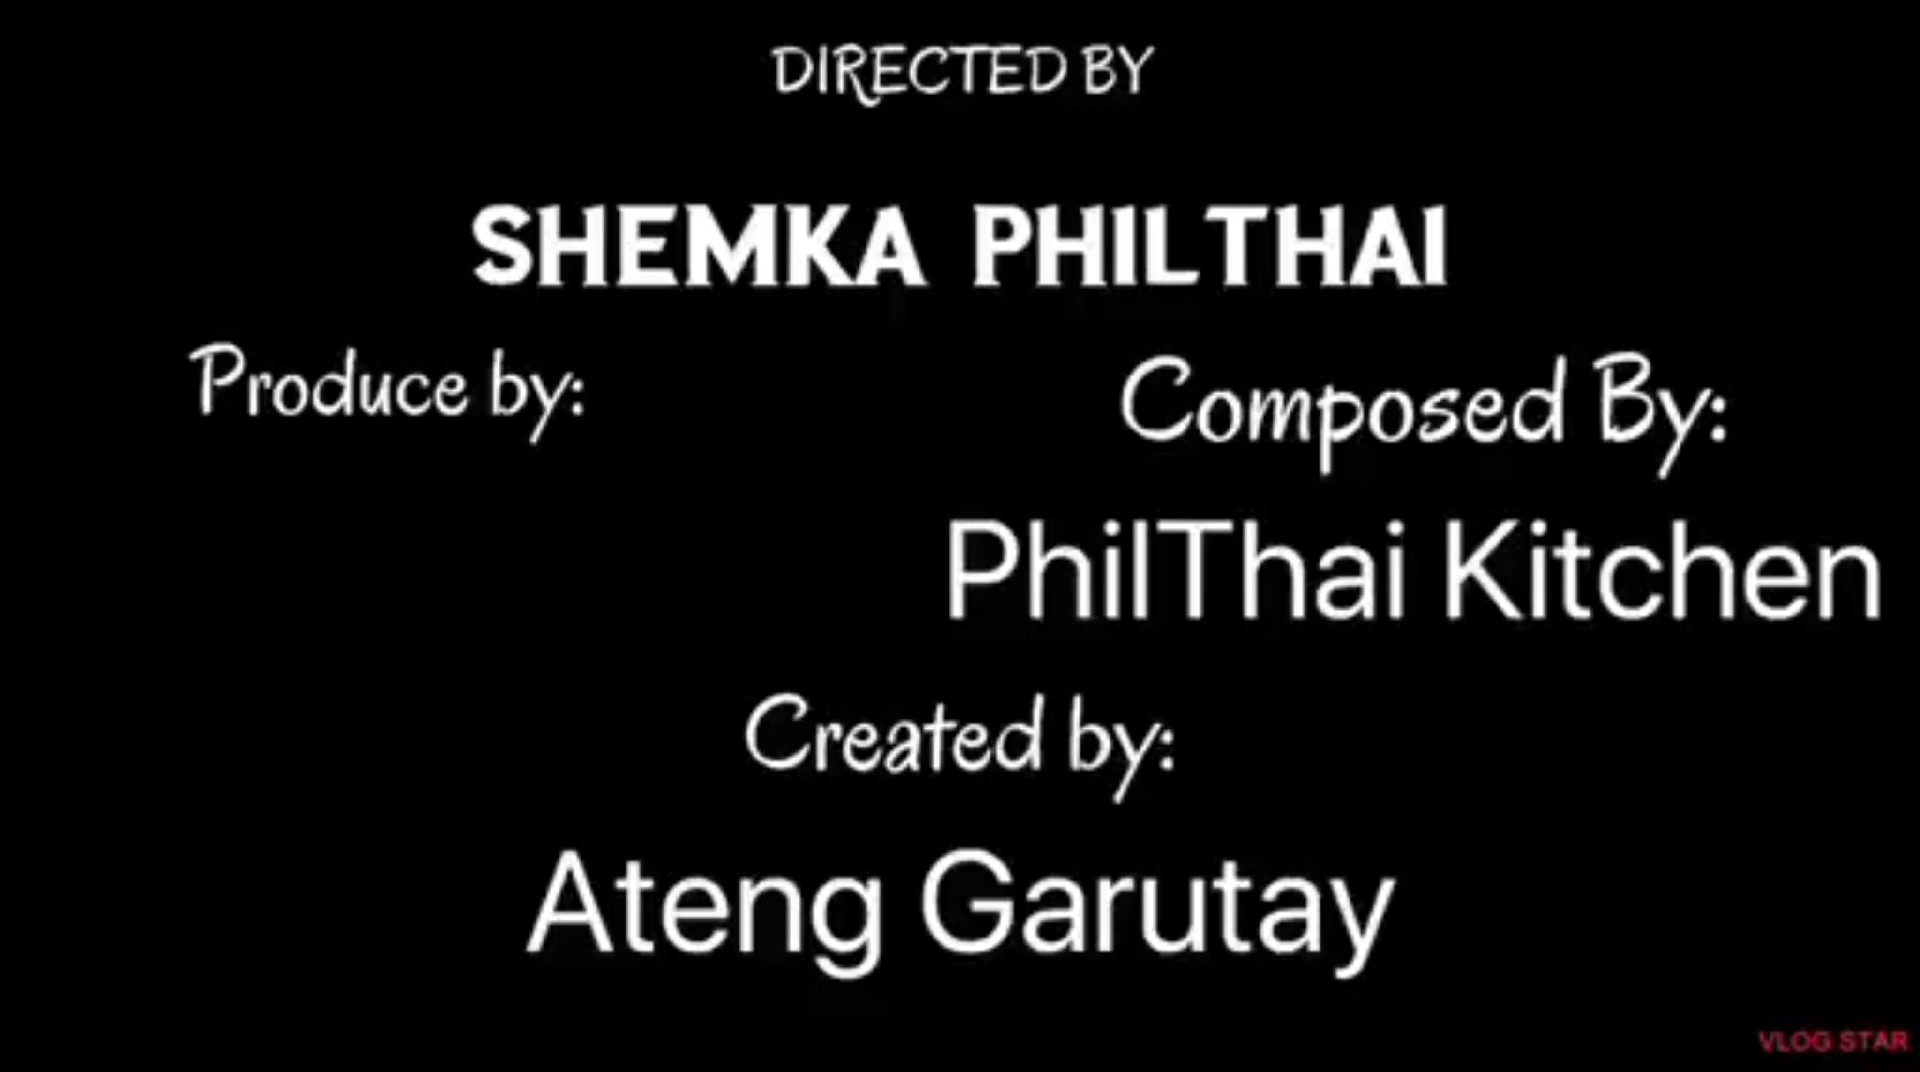 DIRECTED BY
SHEMKA PHILTHAI
Produce by:
Composed By:
PhilThai Kitchen
Created by:
Ateng Garutay
VLOG STAR